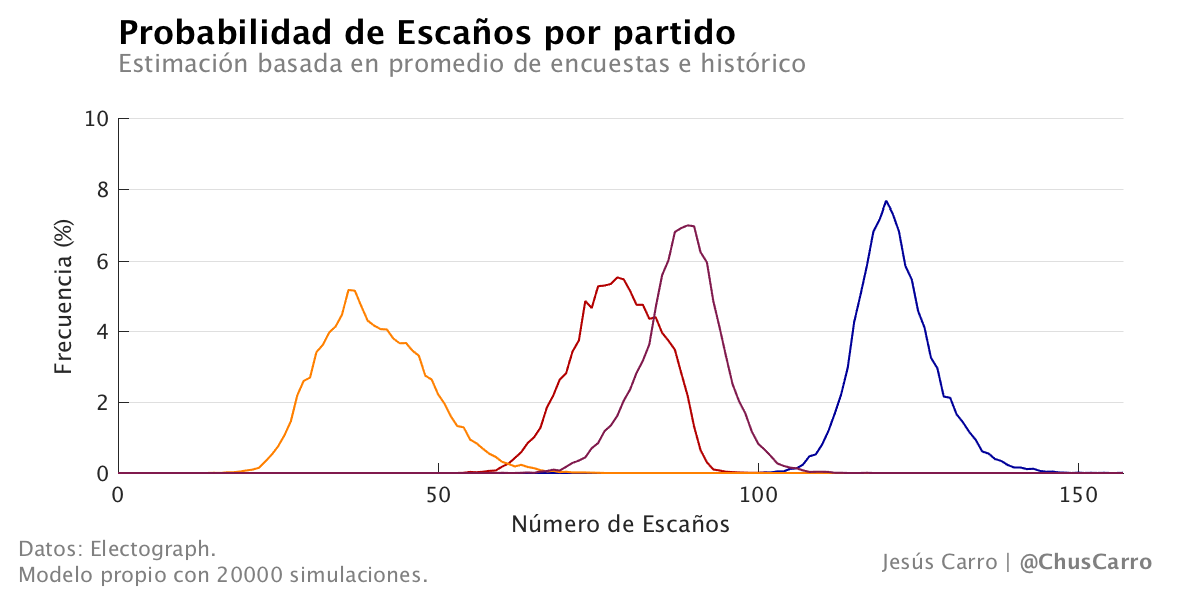 Probabilidad de Escaños por partido
Estimación basada en promedio de encuestas e histórico
10
8
6
4
2
0
Frecuencia (%)
0 50 100 150
Número de Escaños
Datos: Electograph.
Modelo propio con 20000 simulaciones.
Jesús Carro | @ChusCarro